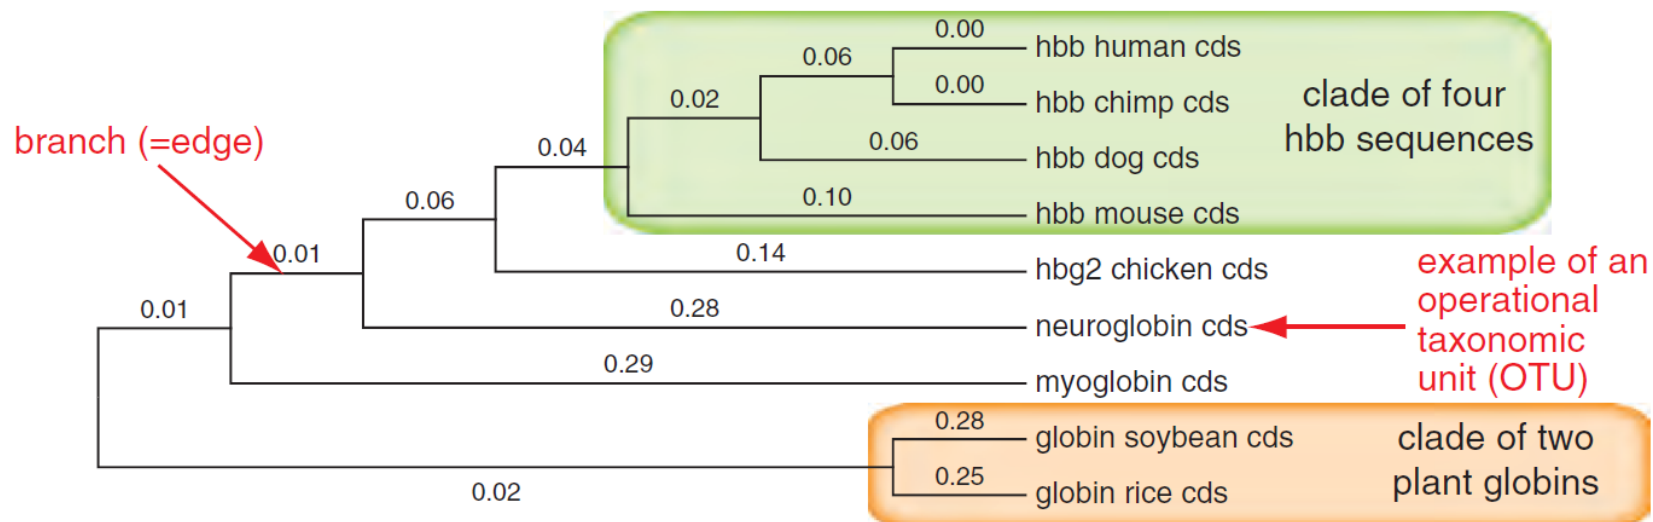 0.00
hbb human cds
0.06
0.00
hbb chimp cds
clade of four
hbb sequences
0.02
branch (=edge)
0.04
0.06
hbb dog cds
0.10
hbb mouse cds
0.06
0.01
0.14
hbg2 chicken cds
example of an
operational
taxonomic
unit (OTU)
0.01
0.28
neuroglobin cds
0.29
myoglobin cds
0.28
globin soybean cds
clade of two
plant globins
0.25
globin rice cds
0.02